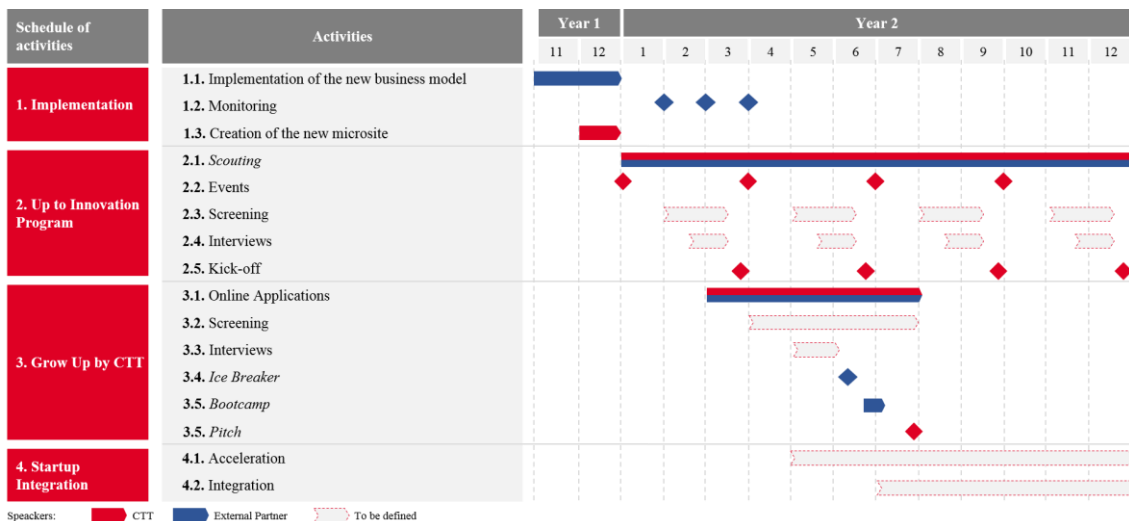 Schedule of
activities
Activities
Year 1
Year 2
11 12 1 2 3 4 5 6 7 8 9 10 11 12
1. Implementation
1.1. Implementation of the new business model
1.2. Monitoring
1.3. Creation of the new microsite
2. Up to Innovation
Program
2.1. Scouting
2.2. Events
2.3. Screening
2.4. Interviews
2.5. Kick-off
3. Grow Up by CTT
3.1. Online Applications
3.2. Screening
3.3. Interviews
3.4. Ice Breaker
3.5. Bootcamp
3.5. Pitch
4. Startup
Integration
4.1. Acceleration
4.2. Integration
Speackers: CTT External Partner To be defined